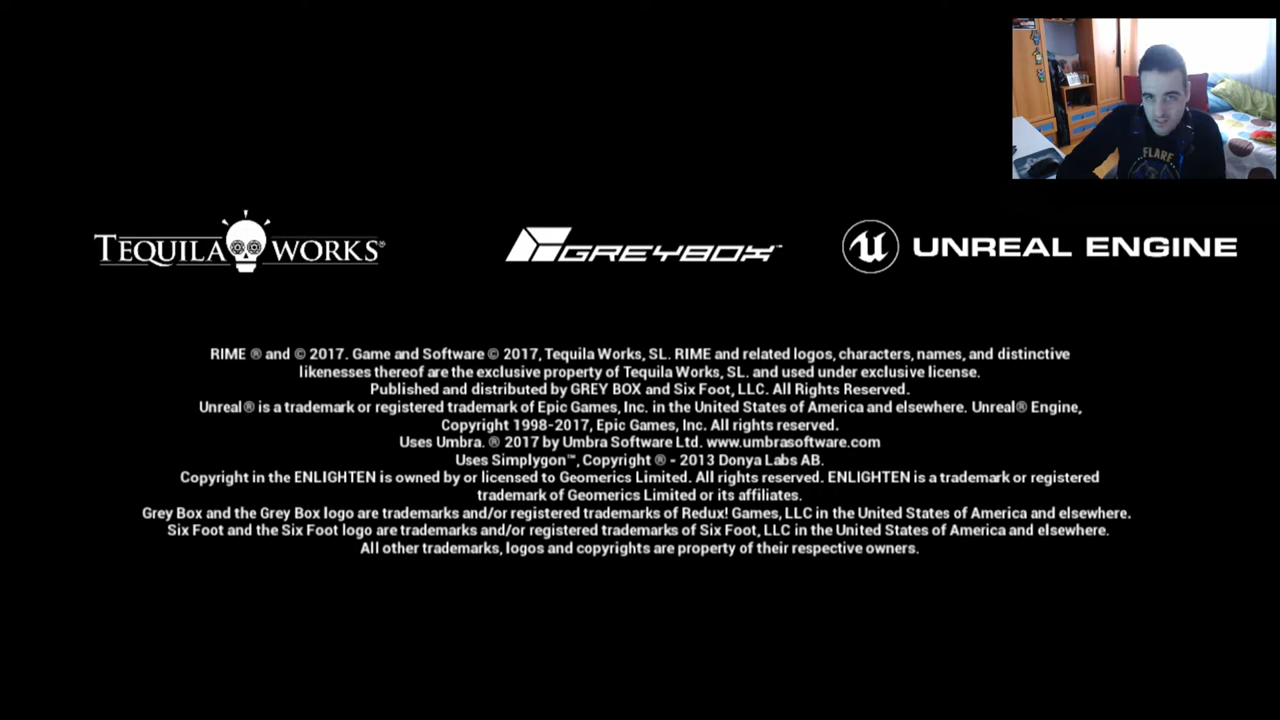 TEQUILA WORKS®
GREYBOX™
UNREAL ENGINE
FLARE
RIME ® and © 2017. Game and Software © 2017, Tequila Works, SL. RIME and related logos, characters, names, and distinctive
likenesses thereof are the exclusive property of Tequila Works, SL. and used under exclusive license.
Published and distributed by GREY BOX and Six Foot, LLC. All Rights Reserved.
Unreal® is a trademark or registered trademark of Epic Games, Inc. in the United States of America and elsewhere. Unreal® Engine,
Copyright 1998-2017, Epic Games, Inc. All rights reserved.
Uses Umbra. ® 2017 by Umbra Software Ltd. www.umbrasoftware.com
Uses Simplygon™, Copyright ® - 2013 Donya Labs AB.
Copyright in the ENLIGHTEN is owned by or licensed to Geomerics Limited. All rights reserved. ENLIGHTEN is a trademark or registered
trademark of Geomerics Limited or its affiliates.
Grey Box and the Grey Box logo are trademarks and/or registered trademarks of Redux! Games, LLC in the United States of America and elsewhere.
Six Foot and the Six Foot logo are trademarks and/or registered trademarks of Six Foot, LLC in the United States of America and elsewhere.
All other trademarks, logos and copyrights are property of their respective owners.